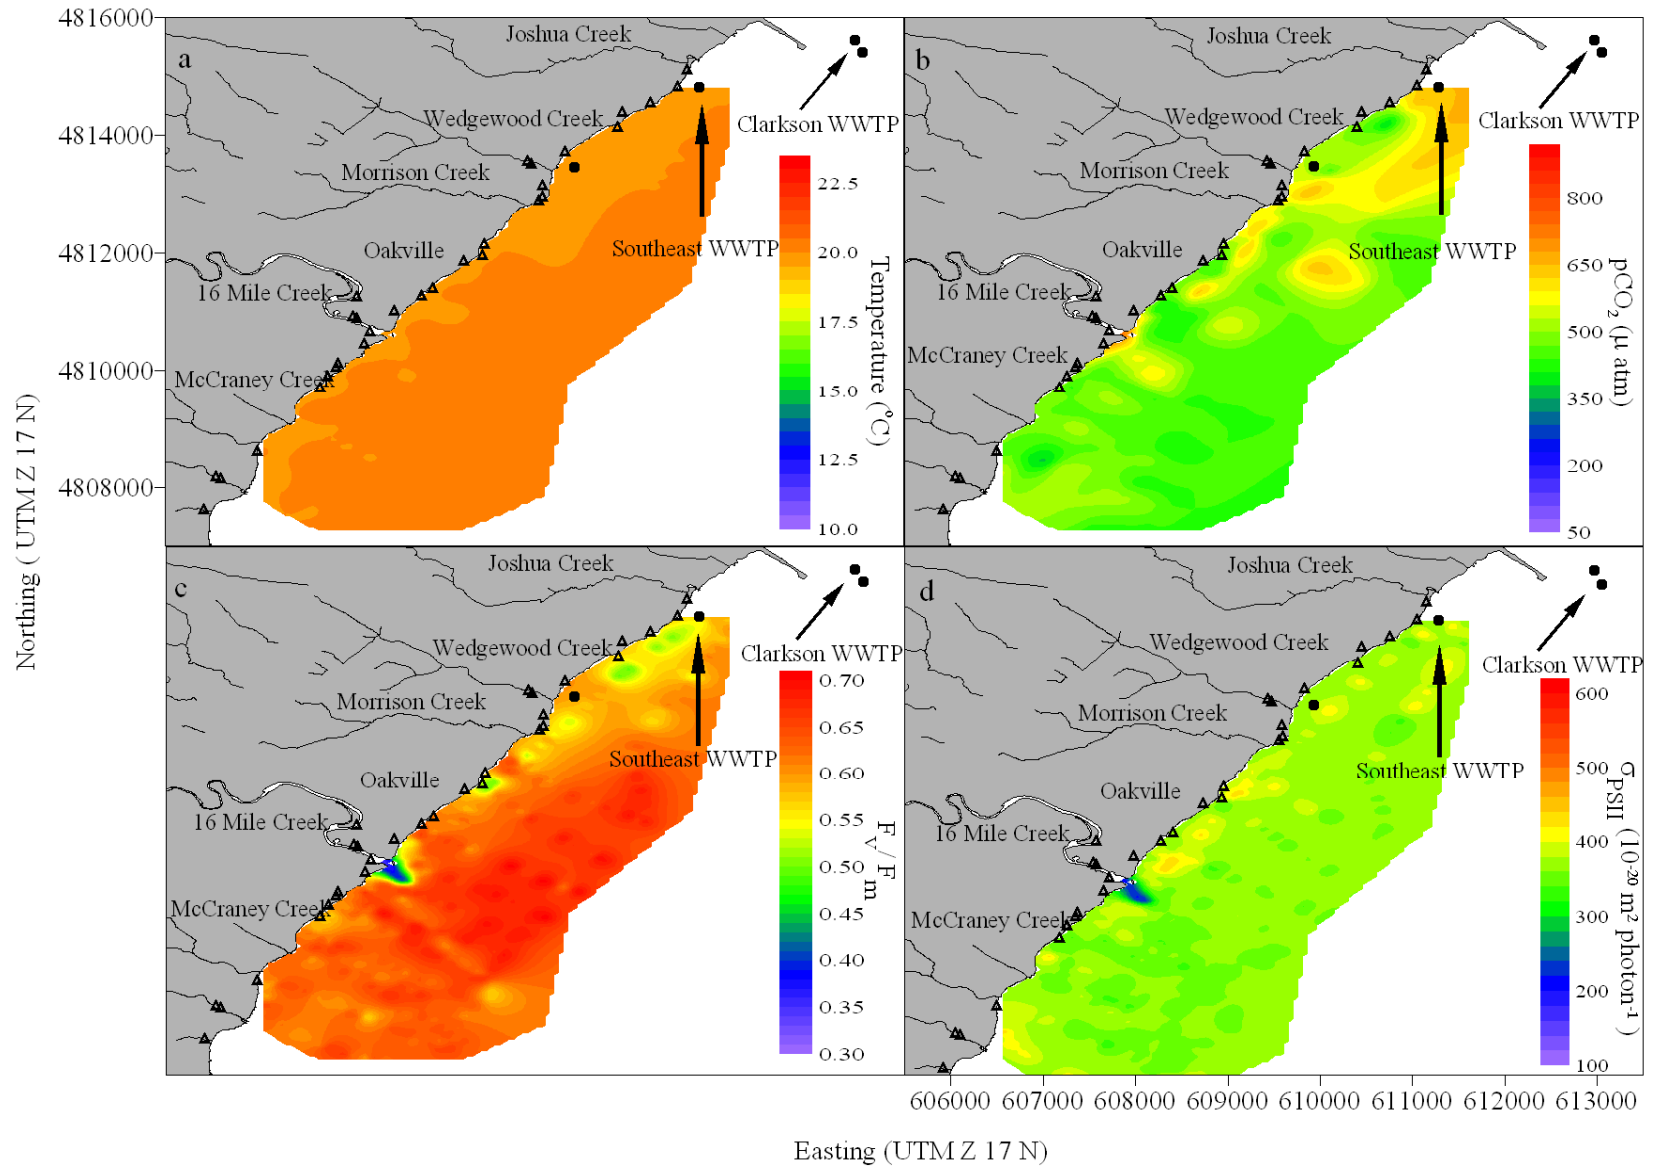 4816000
4814000
4812000
4810000
4808000
Northing ( UTM Z 17 N)
a
Joshua Creek
Wedgewood Creek
Clarkson WWTP
Morrison Creek
Oakville
Southeast WWTP
16 Mile Creek
McCraney Creek
22.5
20.0
17.5
15.0
12.5
10.0
Temperature (°C)
b
Joshua Creek
Wedgewood Creek
Clarkson WWTP
Morrison Creek
Oakville
Southeast WWTP
16 Mile Creek
McCraney Creek
800
650
500
350
200
50
pCO2 (µ atm)
c
Joshua Creek
Wedgewood Creek
Clarkson WWTP
Morrison Creek
Southeast WWTP
Oakville
16 Mile Creek
McCraney Creek
0.70
0.65
0.60
0.55
0.50
0.45
0.40
0.35
0.30
Fv/Fm
d
Joshua Creek
Wedgewood Creek
Clarkson WWTP
Morrison Creek
Southeast WWTP
Oakville
16 Mile Creek
McCraney Creek
600
500
400
300
200
100
σPSII (10⁻²⁰ m² photon⁻¹)
606000 607000 608000 609000 610000 611000 612000 613000
Easting (UTM Z 17 N)